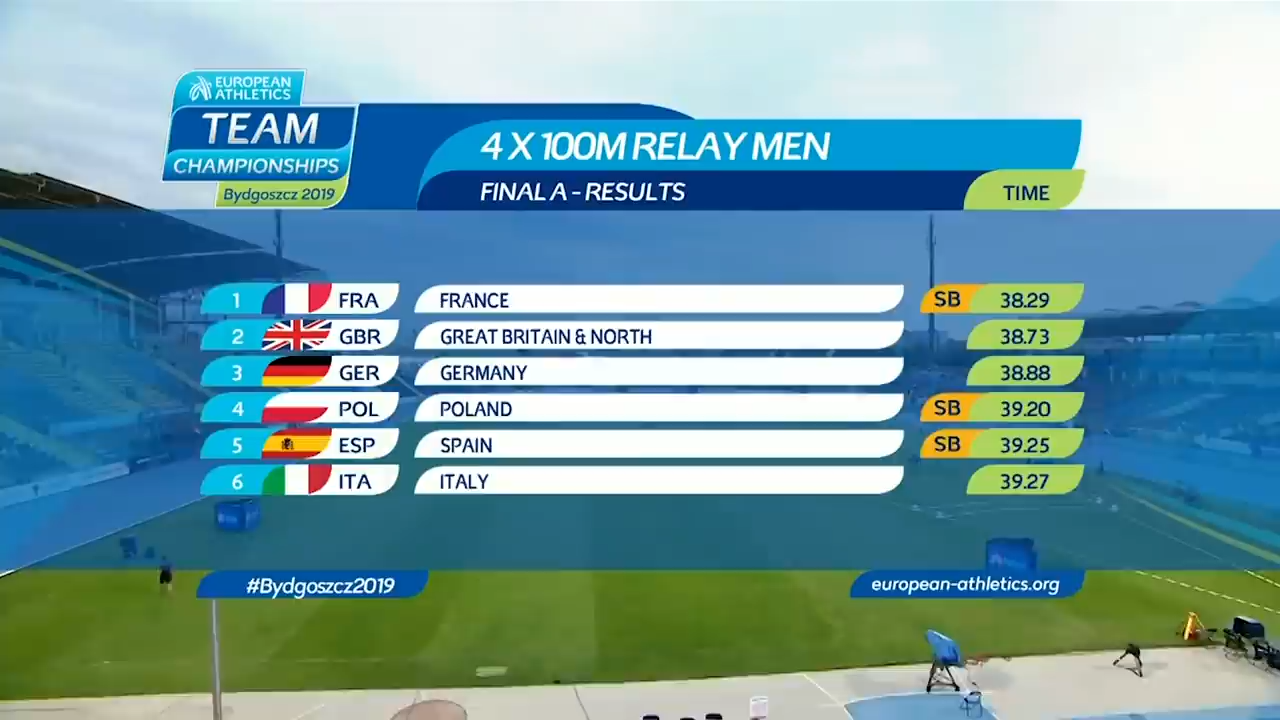 EUROPEAN
ATHLETICS
TEAM
CHAMPIONSHIPS
Bydgoszcz 2019
4 X 100M RELAY MEN
FINAL A - RESULTS
TIME
1 FRA FRANCE SB 38.29
2 GBR GREAT BRITAIN & NORTH 38.73
3 GER GERMANY 38.88
4 POL POLAND SB 39.20
5 ESP SPAIN SB 39.25
6 ITA ITALY 39.27
#Bydgoszcz2019
european-athletics.org